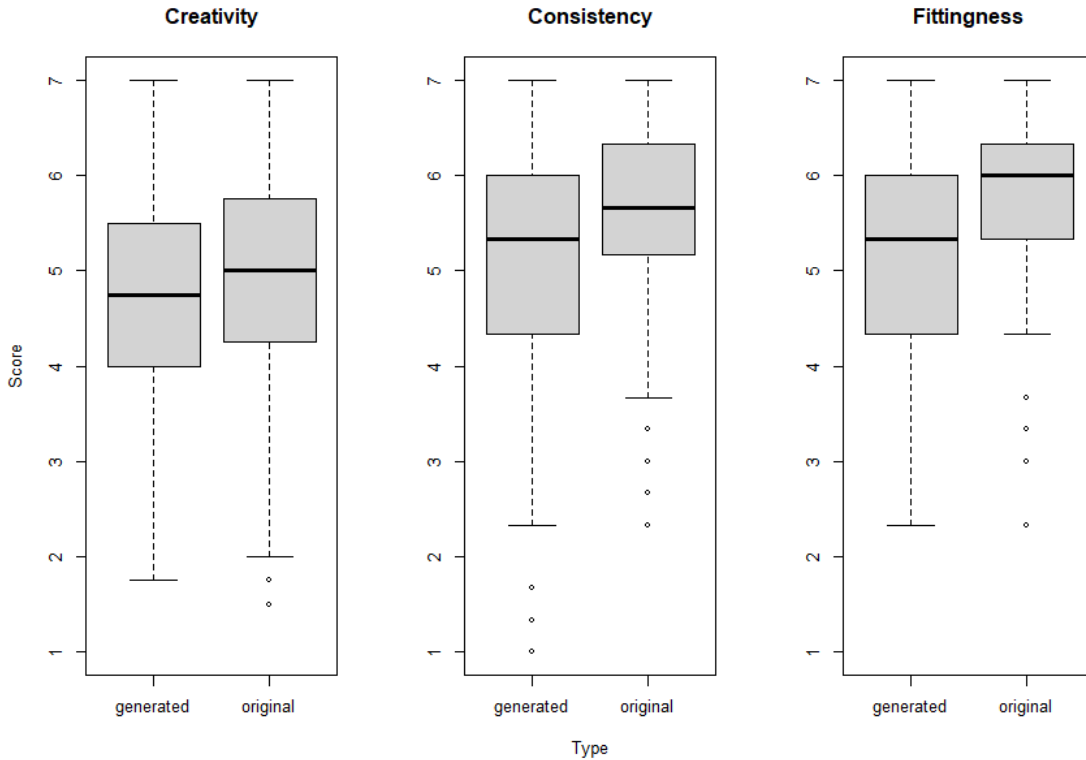 Creativity
Consistency
Fittingness
Score
7
6
5
4
3
2
1
generated
original
7
6
5
4
3
2
1
generated
original
7
6
5
4
3
2
1
generated
original
Type